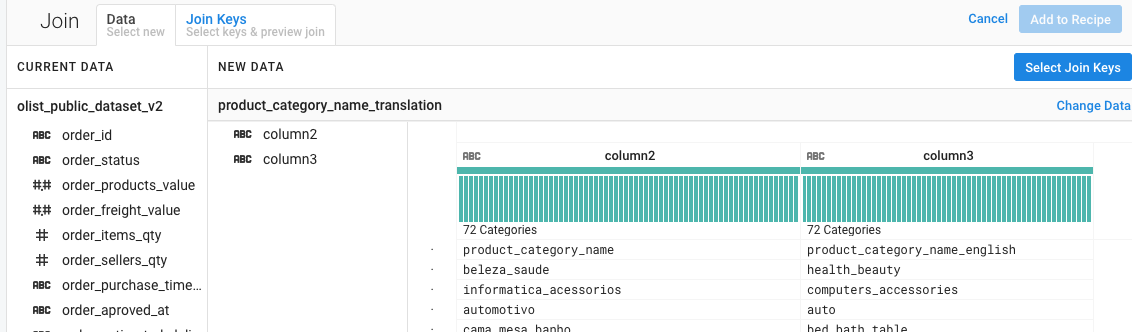 Join
Data
Select new
Join Keys
Select keys & preview join
Cancel
Add to Recipe
CURRENT DATA
NEW DATA
Select Join Keys
olist_public_dataset_v2
product_category_name_translation
Change Data
ABC order_id
ABC order_status
#.# order_products_value
#.# order_freight_value
# order_items_qty
# order_sellers_qty
ABC order_purchase_time...
ABC order_aproved_at
ABC column2
ABC column3
ABC column2
ABC column3
72 Categories
72 Categories
product_category_name
product_category_name_english
beleza_saude
health_beauty
informatica_acessorios
computers_accessories
automotivo
auto
cama_mesa_banho
bed_bath_table